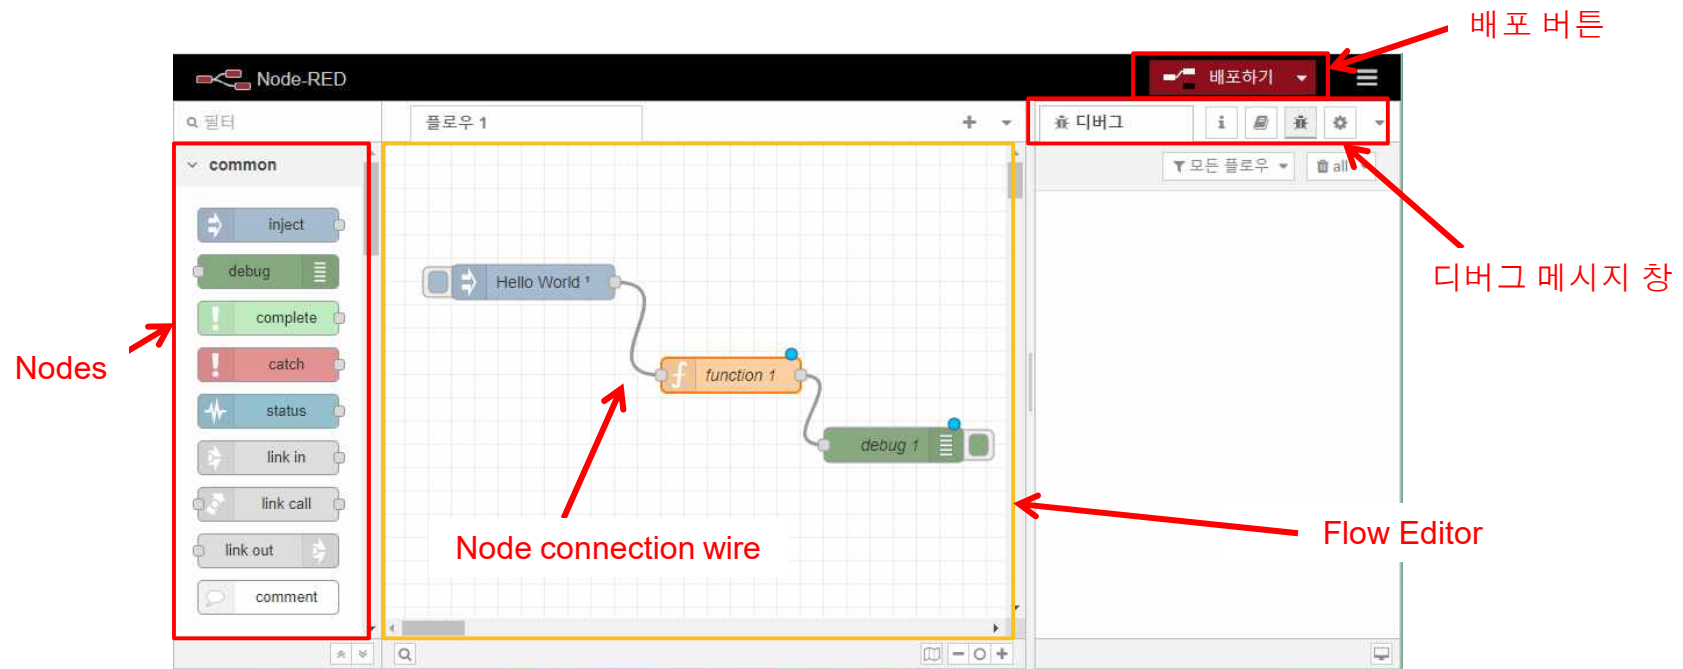 배포 버튼
Node-RED
배포하기
필터
플로우 1
디버그
i
common
모든 플로우
all
inject
debug
complete
catch
status
link in
link call
link out
comment
Hello World ¹
function 1
debug 1
디버그 메시지 창
Nodes
Node connection wire
Flow Editor